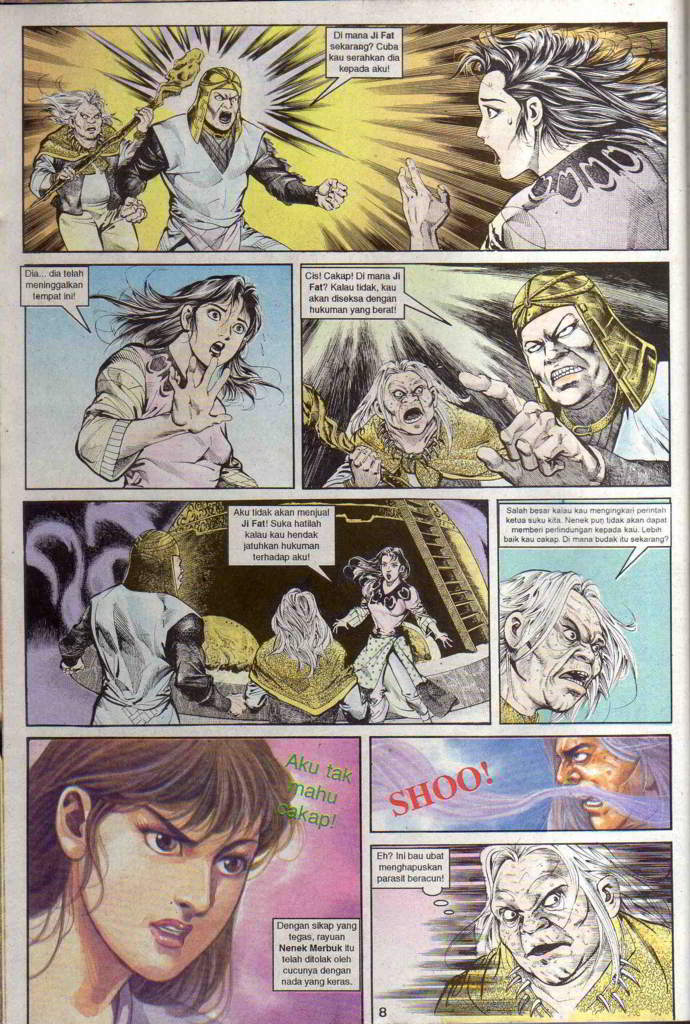 Di mana Ji Fat
sekarang? Cuba
kau serahkan dia
kepada aku!
Dia... dia telah
meninggalkan
tempat ini!
Cis! Cakap! Di mana Ji
Fat? Kalau tidak, kau
akan diseksa dengan
hukuman yang berat!
Aku tidak akan menjual
Ji Fat! Suka hatilah
kalau kau hendak
jatuhkan hukuman
terhadap aku!
Salah besar kalau kau mengingkari perintah
ketua suku kita. Nenek pun tidak akan dapat
memberi perlindungan kepada kau. Lebih
baik kau cakap. Di mana budak itu sekarang?
Aku tak
mahu
cakap!
Dengan sikap yang
tegas, rayuan
Nenek Merbuk itu
telah ditolak oleh
cucunya dengan
nada yang keras.
SHOO!
Eh? Ini bau ubat
menghapuskan
parasit beracun!
8